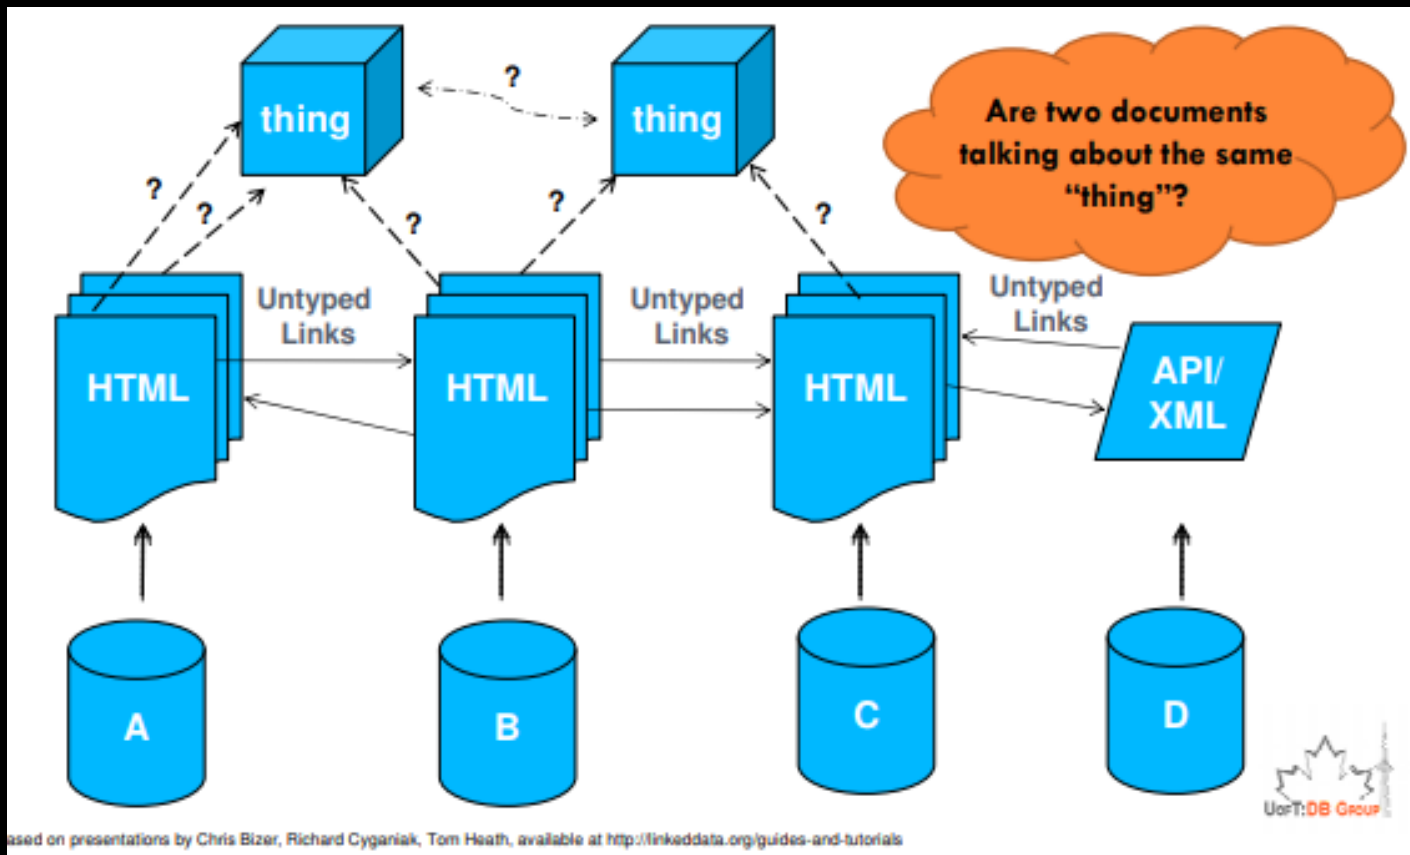 ?
thing
thing
Are two documents
talking about the same
“thing”?
?
?
?
?
?
Untyped
Links
Untyped
Links
Untyped
Links
HTML
HTML
HTML
API/
XML
A
B
C
D
UofT:DB Group
ased on presentations by Chris Bizer, Richard Cyganiak, Tom Heath, available at http://linkeddata.org/guides-and-tutorials